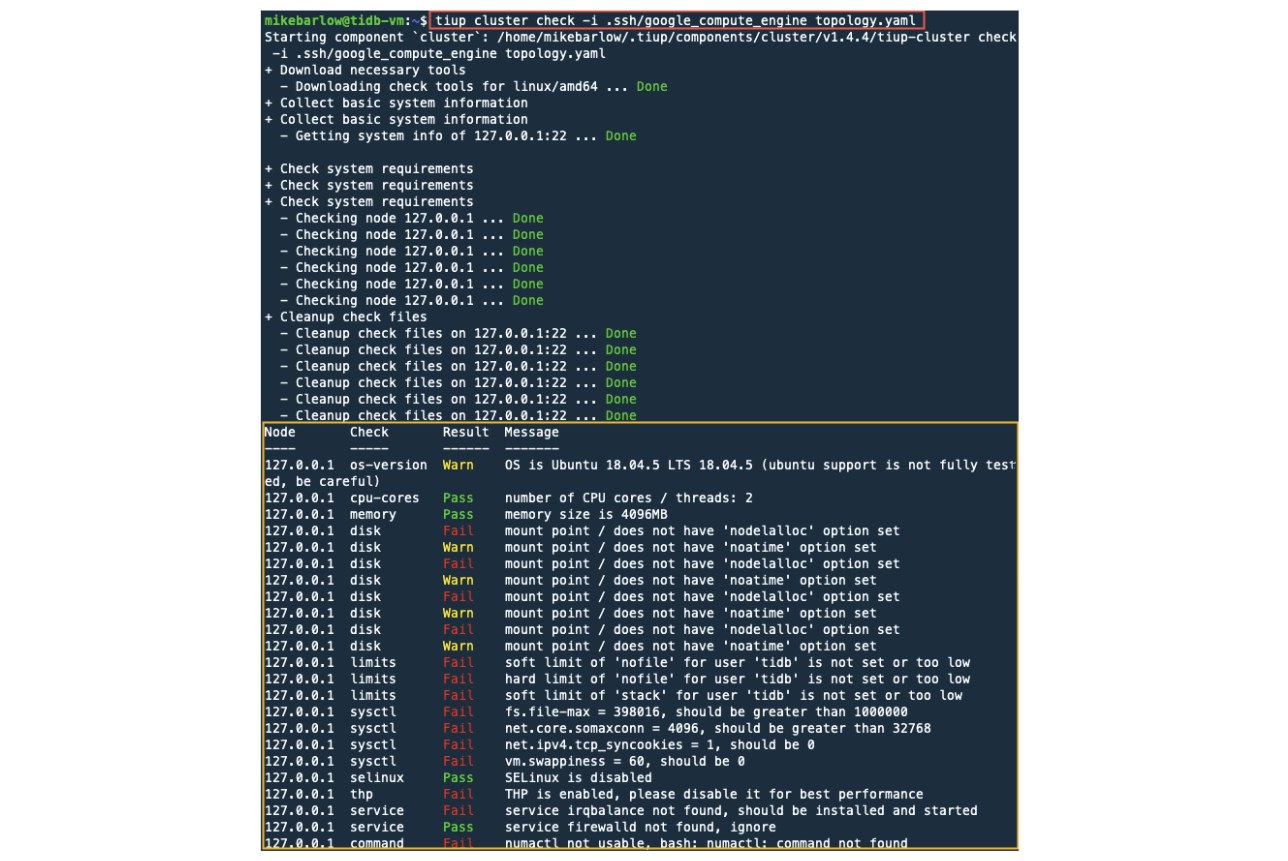 mikebarlow@tidb-vm:~$ tiup cluster check -i .ssh/google_compute_engine topology.yaml
Starting component `cluster`: /home/mikebarlow/.tiup/components/cluster/v1.4.4/tiup-cluster check
 -i .ssh/google_compute_engine topology.yaml
+ Download necessary tools
  - Downloading check tools for linux/amd64 ... Done
+ Collect basic system information
+ Collect basic system information
  - Getting system info of 127.0.0.1:22 ... Done
+ Check system requirements
+ Check system requirements
+ Check system requirements
  - Checking node 127.0.0.1 ... Done
  - Checking node 127.0.0.1 ... Done
  - Checking node 127.0.0.1 ... Done
  - Checking node 127.0.0.1 ... Done
  - Checking node 127.0.0.1 ... Done
  - Checking node 127.0.0.1 ... Done
+ Cleanup check files
  - Cleanup check files on 127.0.0.1:22 ... Done
  - Cleanup check files on 127.0.0.1:22 ... Done
  - Cleanup check files on 127.0.0.1:22 ... Done
  - Cleanup check files on 127.0.0.1:22 ... Done
  - Cleanup check files on 127.0.0.1:22 ... Done
  - Cleanup check files on 127.0.0.1:22 ... Done
Node       Check       Result  Message
----       -----       ------  -------
127.0.0.1  os-version  Warn    OS is Ubuntu 18.04.5 LTS 18.04.5 (ubuntu support is not fully test
ed, be careful)
127.0.0.1  cpu-cores   Pass    number of CPU cores / threads: 2
127.0.0.1  memory      Pass    memory size is 4096MB
127.0.0.1  disk        Fail    mount point / does not have 'nodelalloc' option set
127.0.0.1  disk        Warn    mount point / does not have 'noatime' option set
127.0.0.1  disk        Fail    mount point / does not have 'nodelalloc' option set
127.0.0.1  disk        Warn    mount point / does not have 'noatime' option set
127.0.0.1  disk        Fail    mount point / does not have 'nodelalloc' option set
127.0.0.1  disk        Warn    mount point / does not have 'noatime' option set
127.0.0.1  disk        Fail    mount point / does not have 'nodelalloc' option set
127.0.0.1  disk        Warn    mount point / does not have 'noatime' option set
127.0.0.1  limits      Fail    soft limit of 'nofile' for user 'tidb' is not set or too low
127.0.0.1  limits      Fail    hard limit of 'nofile' for user 'tidb' is not set or too low
127.0.0.1  limits      Fail    soft limit of 'stack' for user 'tidb' is not set or too low
127.0.0.1  sysctl      Fail    fs.file-max = 398016, should be greater than 1000000
127.0.0.1  sysctl      Fail    net.core.somaxconn = 4096, should be greater than 32768
127.0.0.1  sysctl      Fail    net.ipv4.tcp_syncookies = 1, should be 0
127.0.0.1  sysctl      Fail    vm.swappiness = 60, should be 0
127.0.0.1  selinux     Pass    SELinux is disabled
127.0.0.1  thp         Fail    THP is enabled, please disable it for best performance
127.0.0.1  service     Fail    service irqbalance not found, should be installed and started
127.0.0.1  service     Pass    service firewalld not found, ignore
127.0.0.1  command     Fail    numactl not usable, bash: numactl: command not found